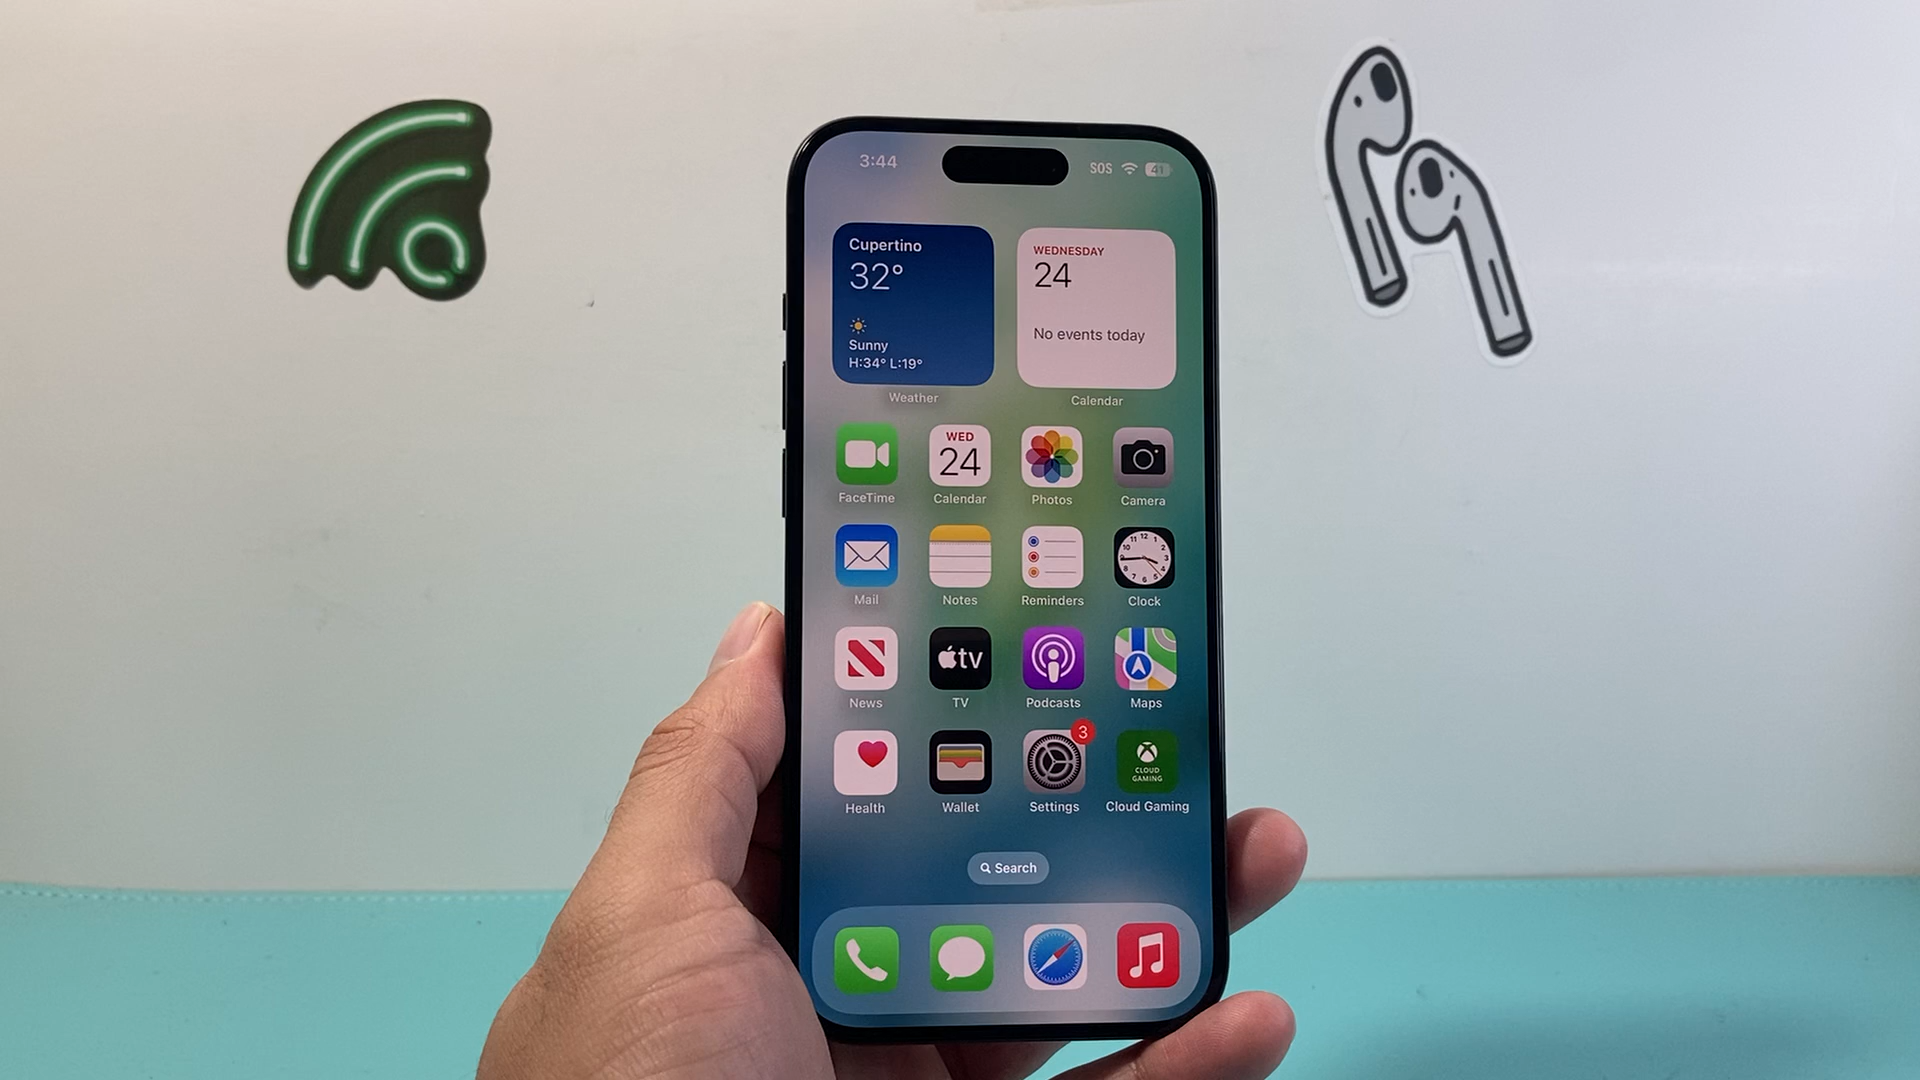 3:44
SOS
41
Cupertino
32°
Sunny
H:34° L:19°
Weather
WEDNESDAY
24
No events today
Calendar
WED
24
FaceTime
Calendar
Photos
Camera
Mail
Notes
Reminders
Clock
tv
News
TV
Podcasts
Maps
3
CLOUD
GAMING
Health
Wallet
Settings
Cloud Gaming
Search